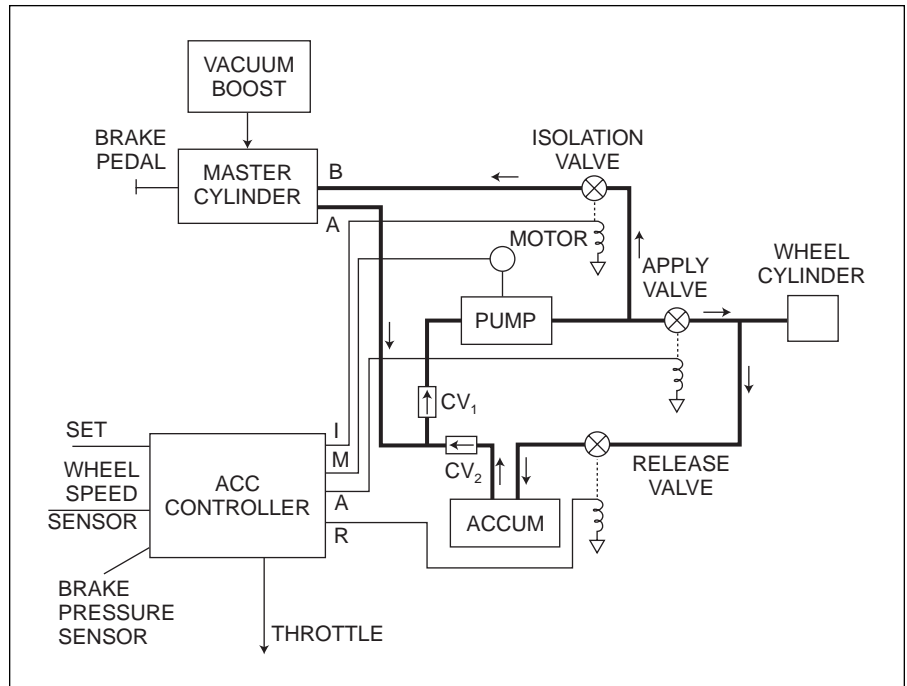 VACUUM
BOOST
BRAKE
PEDAL
MASTER
CYLINDER
B
A
ISOLATION
VALVE
MOTOR
APPLY
VALVE
WHEEL
CYLINDER
PUMP
CV1
CV2
ACCUM
RELEASE
VALVE
SET
WHEEL
SPEED
SENSOR
BRAKE
PRESSURE
SENSOR
ACC
CONTROLLER
I
M
A
R
THROTTLE